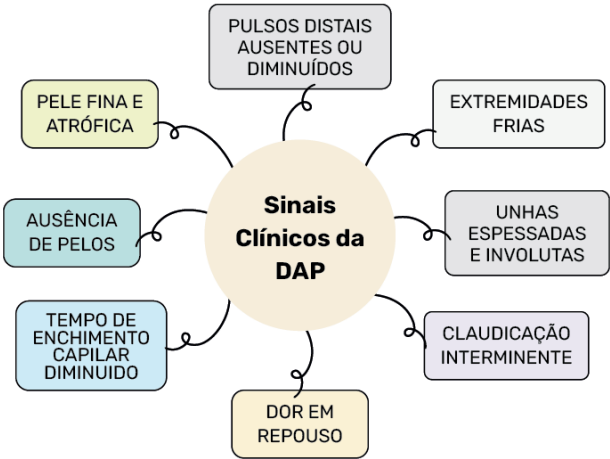 PULSOS DISTAIS
AUSENTES OU
DIMINUÍDOS
PELE FINA E
ATRÓFICA
EXTREMIDADES
FRIAS
Sinais
Clínicos da
DAP
AUSÊNCIA
DE PELOS
UNHAS
ESPESSADAS
E INVOLUTAS
TEMPO DE
ENCHIMENTO
CAPILAR
DIMINUIDO
CLAUDICAÇÃO
INTERMINENTE
DOR EM
REPOUSO